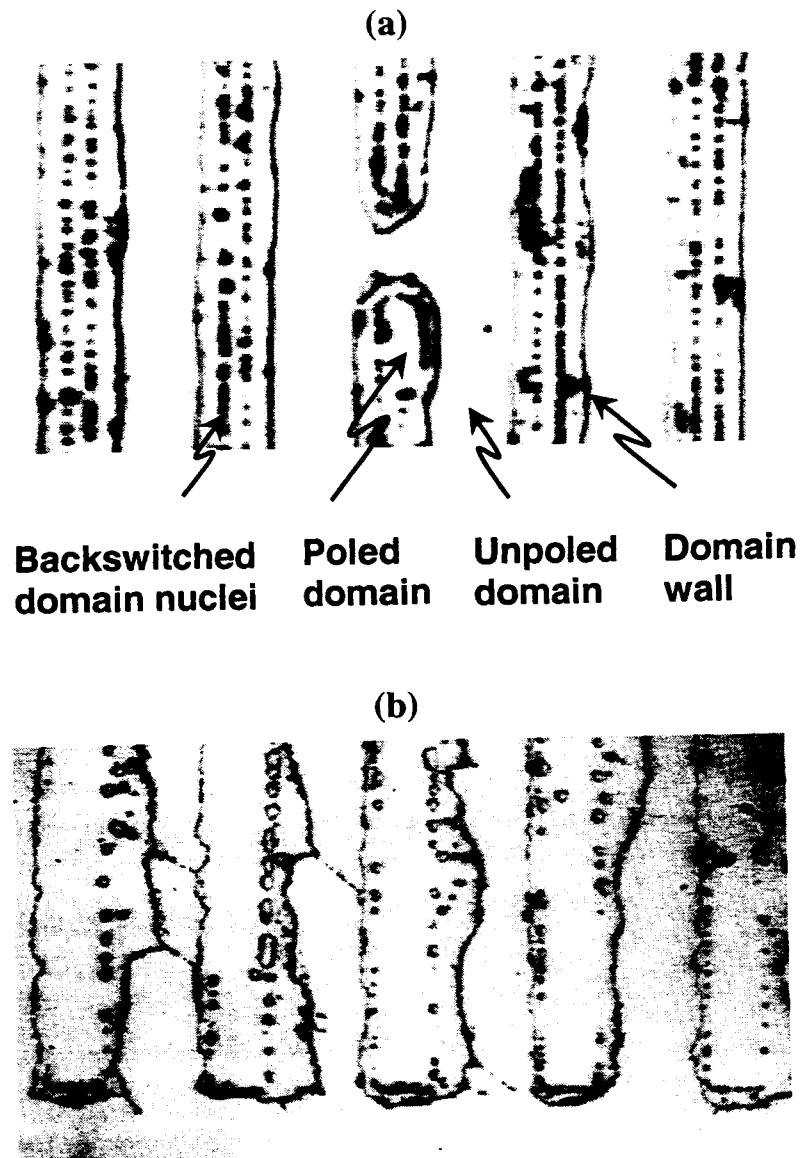 (a)
Backswitched domain nuclei
Poled domain
Unpoled domain
Domain wall
(b)